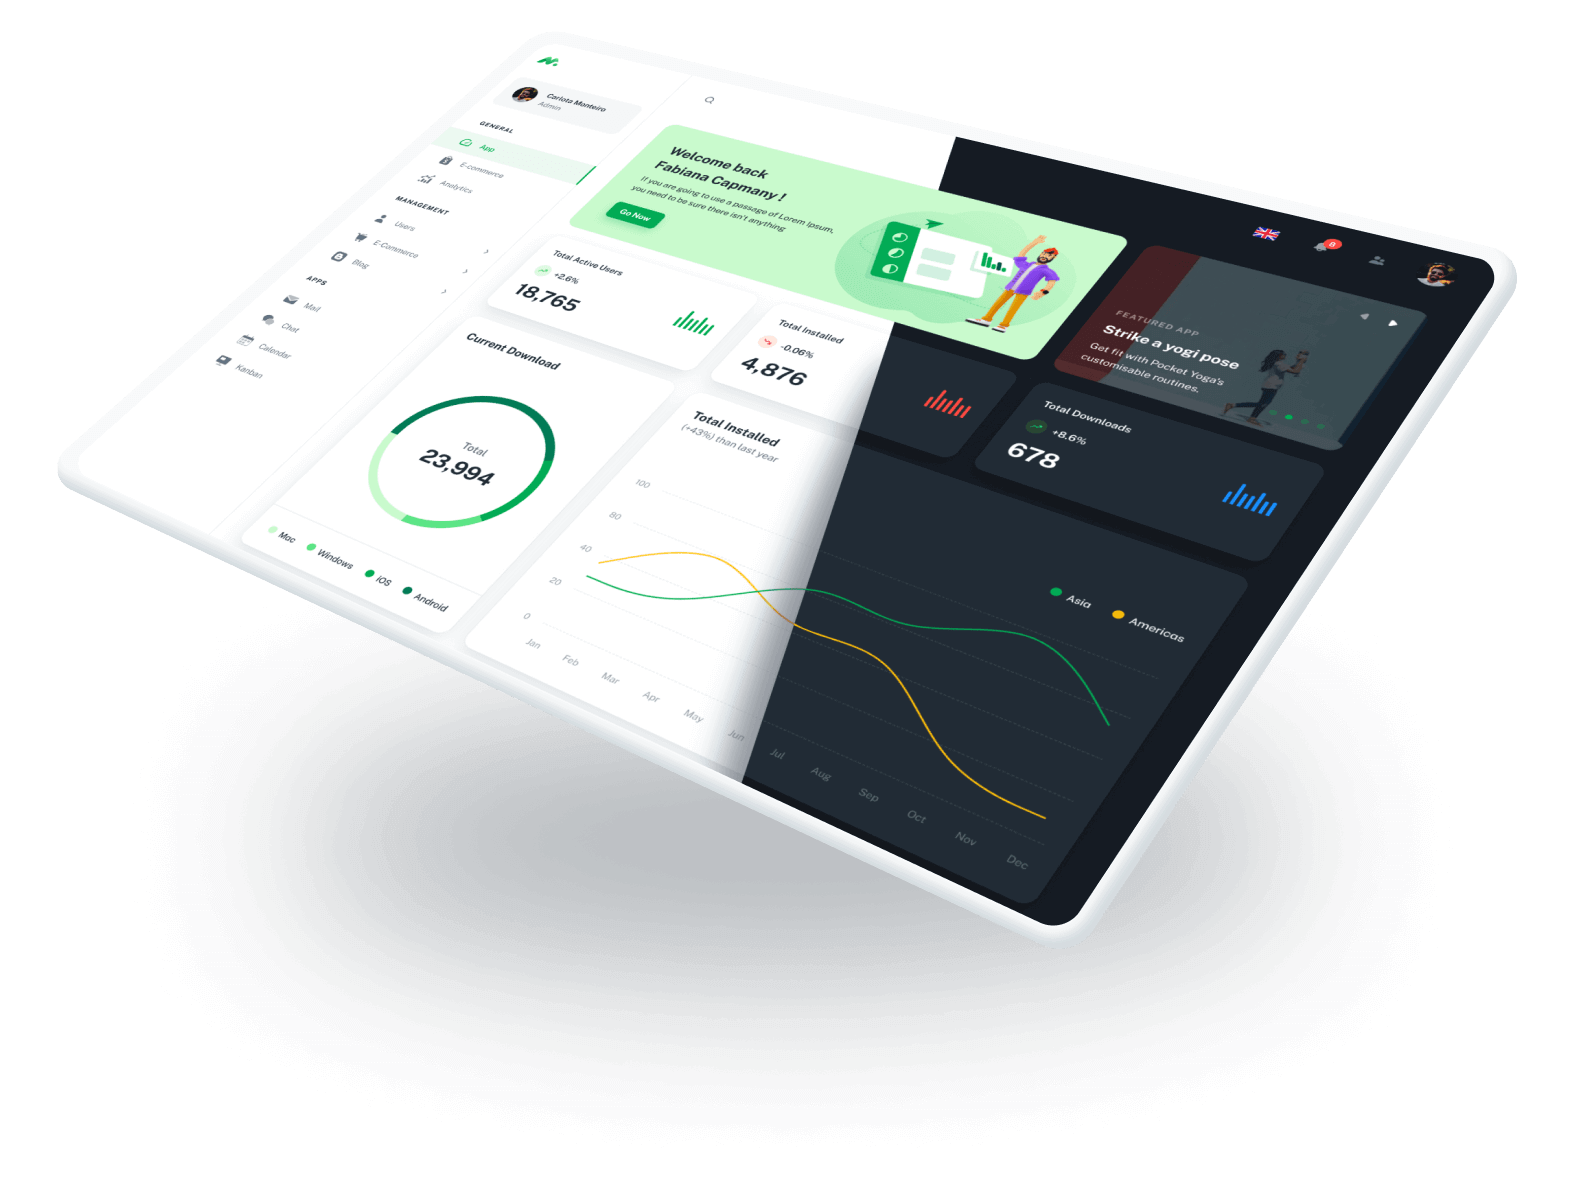 Carlota Monteiro
Admin
GENERAL
App
E-commerce
Analytics
MANAGEMENT
Users
E-Commerce
Blog
APPS
Mail
Chat
Calendar
Kanban
8
Welcome back
Fabiana Capmany !
If you are going to use a passage of Lorem Ipsum,
you need to be sure there isn't anything
Go Now
FEATURED APP
Strike a yogi pose
Get fit with Pocket Yoga's
customisable routines.
Total Active Users
+2.6%
18,765
Total Installed
-0.06%
4,876
Total Downloads
+8.6%
678
Current Download
Total
23,994
Mac
Windows
iOS
Android
Total Installed
(+43%) than last year
Asia
Americas
100
80
40
20
0
Jan
Feb
Mar
Apr
May
Jun
Jul
Aug
Sep
Oct
Nov
Dec